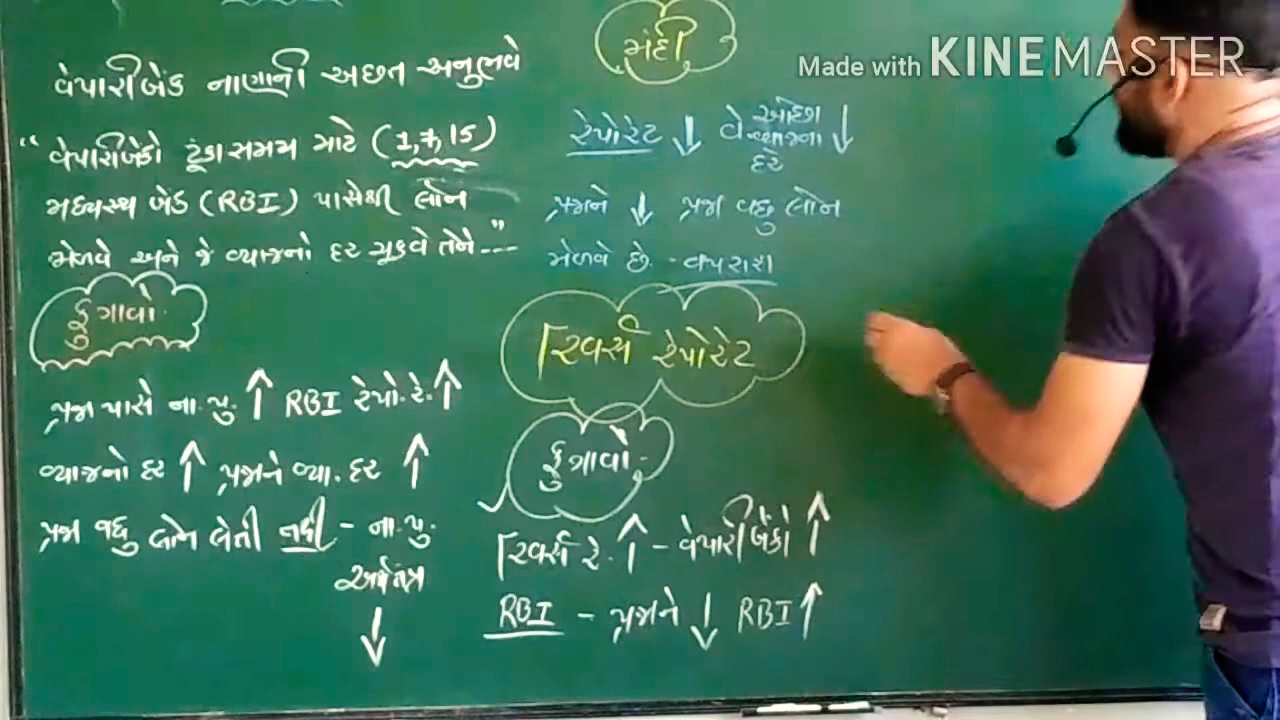 વેપારીબેંક નાણાની અછત અનુભવે
"વેપારીબેંકો ટૂંકાસમય માટે (1,7,15)
મધ્યસ્થ બેંક (RBI) પાસેથી લોન
મેળવે અને જે વ્યાજનો દર ચૂકવે તેને ---"
ફુગાવો
પ્રજા પાસે ના.પુ. ↑ RBI રેપો.રે. ↑
વ્યાજનો દર ↑ પ્રજાને વ્યા. દર ↑
પ્રજા વધુ લોન લેતી નથી - ના.પુ.
અર્થતંત્ર
↓
મંદી
રેપોરેટ ↓ વે વ્યાજના ↓
દર
પ્રજાને ↓ પ્રજા વધુ લોન
મેળવે છે. - વપરાશ
રિવર્સ રેપોરેટ
ફુગાવો -
રિવર્સ રે. ↑ - વેપારીબેંકો ↑
RBI - પ્રજાને ↓ RBI ↑
Made with KINEMASTER